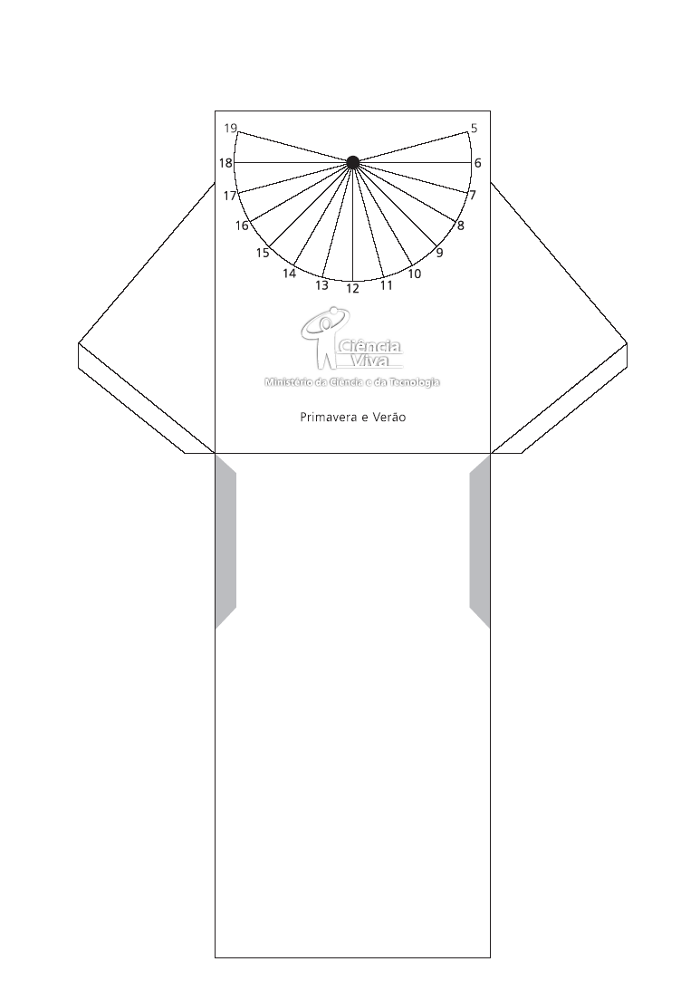 19 5
18 6
17 7
16 8
15 9
14 10
13 11
12
Ciência
Viva
Ministério da Ciência e da Tecnologia
Primavera e Verão